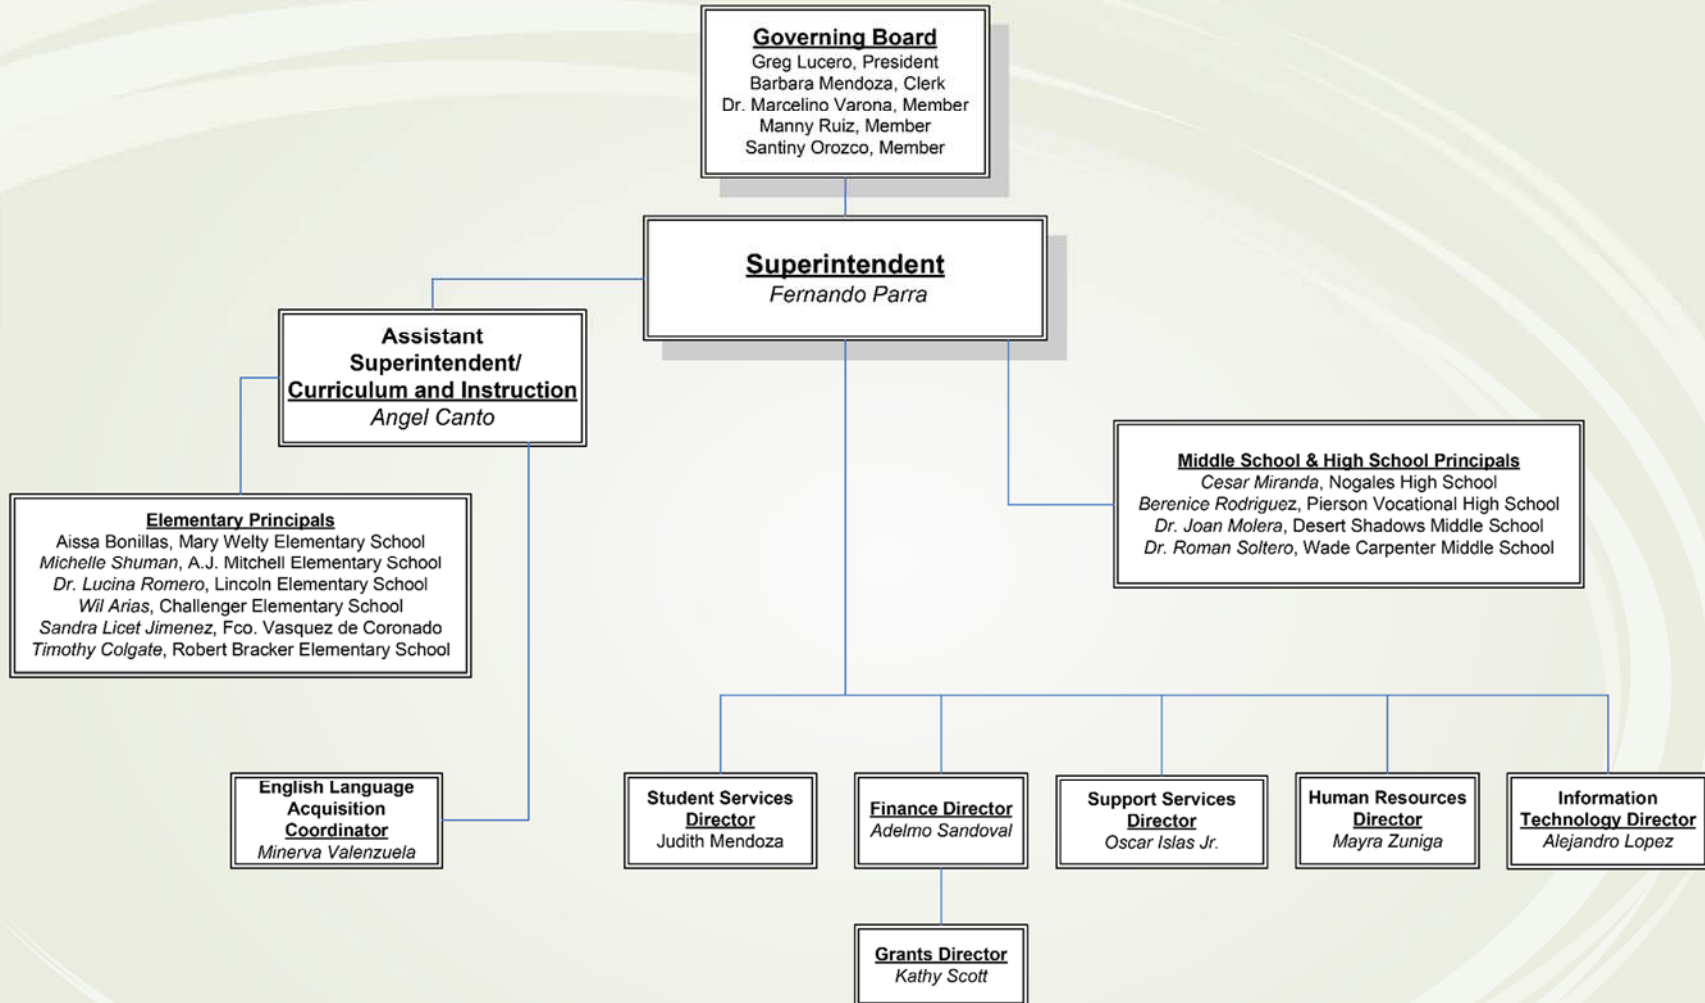 Governing Board
Greg Lucero, President
Barbara Mendoza, Clerk
Dr. Marcelino Varona, Member
Manny Ruiz, Member
Santiny Orozco, Member
Superintendent
Fernando Parra
Assistant
Superintendent/
Curriculum and Instruction
Angel Canto
Middle School & High School Principals
Cesar Miranda, Nogales High School
Berenice Rodriguez, Pierson Vocational High School
Dr. Joan Molera, Desert Shadows Middle School
Dr. Roman Soltero, Wade Carpenter Middle School
Elementary Principals
Aissa Bonillas, Mary Welty Elementary School
Michelle Shuman, A.J. Mitchell Elementary School
Dr. Lucina Romero, Lincoln Elementary School
Wil Arias, Challenger Elementary School
Sandra Licet Jimenez, Fco. Vasquez de Coronado
Timothy Colgate, Robert Bracker Elementary School
English Language
Acquisition
Coordinator
Minerva Valenzuela
Student Services
Director
Judith Mendoza
Finance Director
Adelmo Sandoval
Support Services
Director
Oscar Islas Jr.
Human Resources
Director
Mayra Zuniga
Information
Technology Director
Alejandro Lopez
Grants Director
Kathy Scott